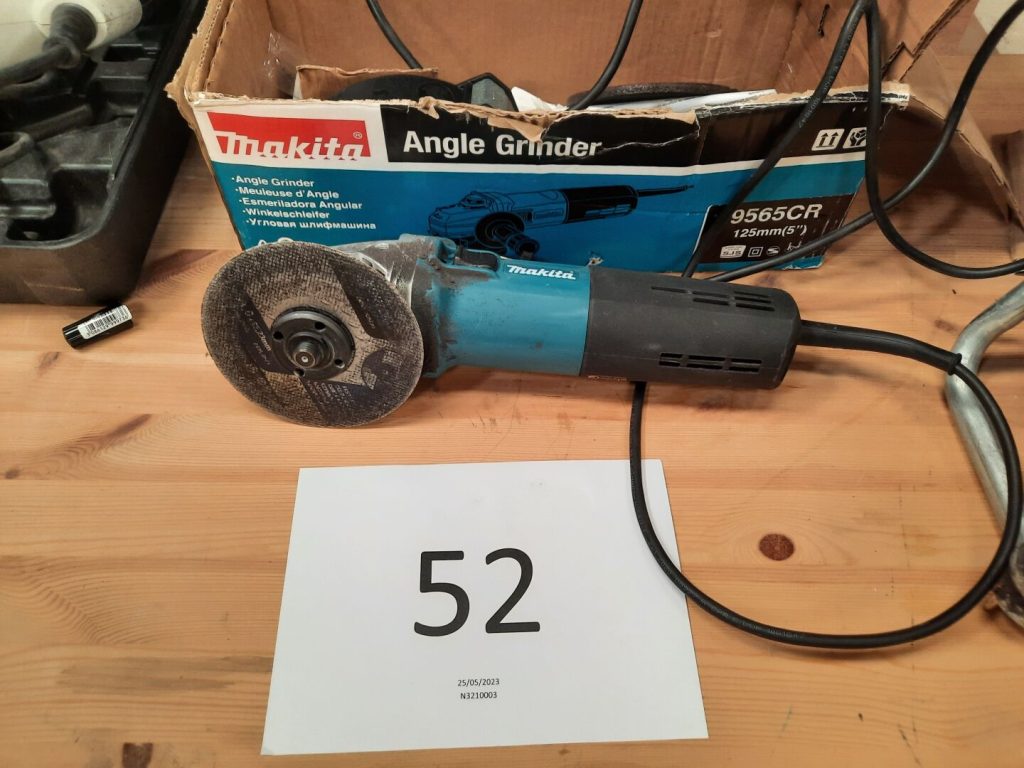 Makita®
Angle Grinder
·Angle Grinder
·Meuleuse d'Angle
·Esmeriladora Angular
·Winkelschleifer
·Угловая шлифмашина
9565CR
125mm(5")
SJS
Makita
52
25/05/2023
N3210003